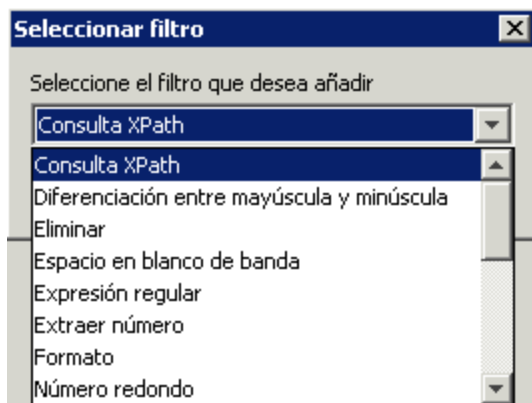 Seleccionar filtro
Seleccione el filtro que desea añadir
Consulta XPath
Consulta XPath
Diferenciación entre mayúscula y minúscula
Eliminar
Espacio en blanco de banda
Expresión regular
Extraer número
Formato
Número redondo